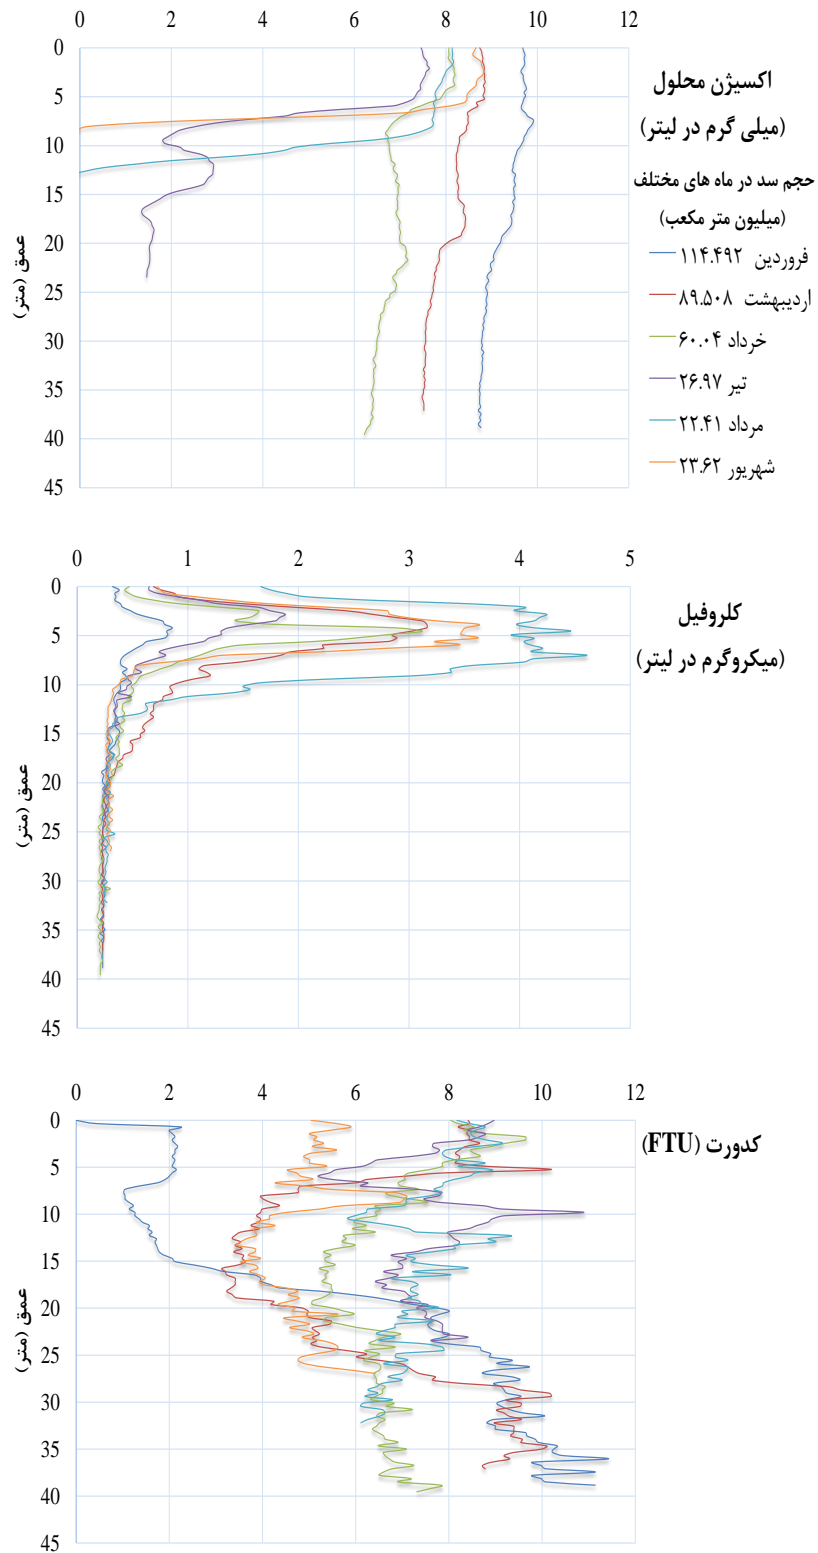 0 2 4 6 8 10 12
0
5
10
15
20
25
30
35
40
45
عمق (متر)
اکسیژن محلول
(میلی گرم در لیتر)
حجم سد در ماه های مختلف
(میلیون متر مکعب)
فروردین ۱۱۴.۴۹۲
اردیبهشت ۸۹.۵۰۸
خرداد ۶۰.۰۴
تیر ۲۶.۹۷
مرداد ۲۲.۴۱
شهریور ۲۳.۶۲
0 1 2 3 4 5
0
5
10
15
20
25
30
35
40
45
عمق (متر)
کلروفیل
(میکروگرم در لیتر)
0 2 4 6 8 10 12
0
5
10
15
20
25
30
35
40
45
عمق (متر)
کدورت (FTU)